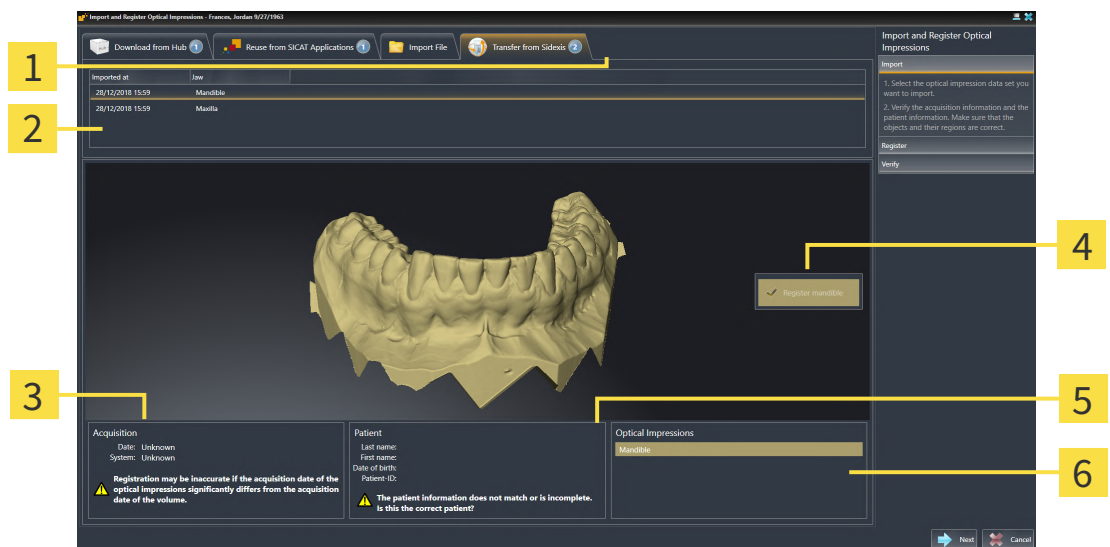 Import and Register Optical Impressions - Frances, Jordan 9/27/1963
Download from Hub 1
Reuse from SICAT Applications 1
Import File
Transfer from Sidexis 2
1
Imported at Jaw
28/12/2018 15:59 Mandible
28/12/2018 15:59 Maxilla
2
Import and Register Optical
Impressions
Import
1. Select the optical impression data set you
want to import.
2. Verify the acquisition information and the
patient information. Make sure that the
objects and their regions are correct.
Register
Verify
4
Register mandible
3
Acquisition
Date: Unknown
System: Unknown
Registration may be inaccurate if the acquisition date of the
optical impressions significantly differs from the acquisition
date of the volume.
Patient
Last name:
First name:
Date of birth:
Patient-ID:
The patient information does not match or is incomplete.
Is this the correct patient?
5
Optical Impressions
Mandible
6
Next
Cancel